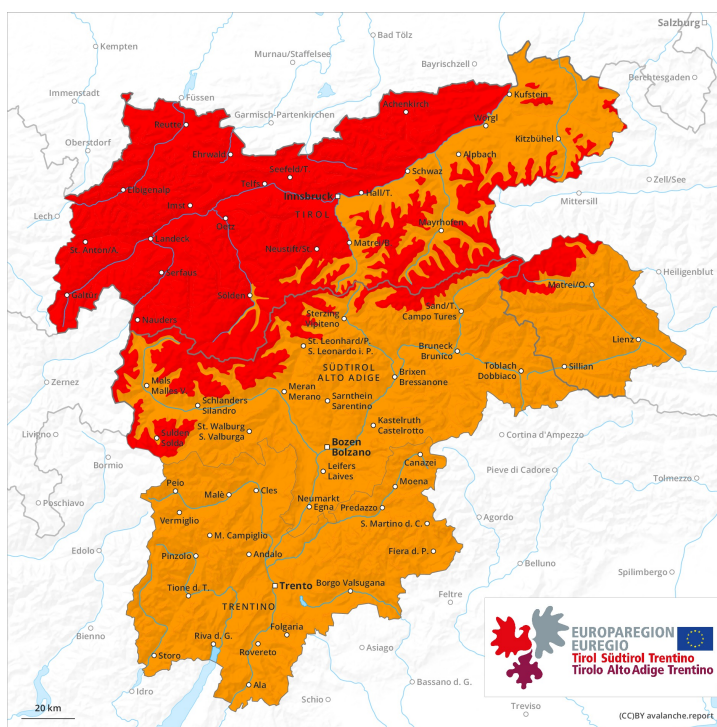 Salzburg
Kempten
Bad Tölz
Murnau/Staffelsee
Bayrischzell
Berchtesgaden
Immenstadt
Füssen
Kufstein
Achenkirch
Garmisch-Partenkirchen
Reutte
Wörgl
Kitzbühel
Oberstdorf
Ehrwald
Alpbach
Seefeld/T.
Schwaz
Zell/See
Telfs
Elbigenalp
Innsbruck
Hall/T.
Mittersill
Imst
TIROL
Lech
Oetz
Mayrhofen
Landeck
Matrei/B.
St. Anton/A.
Neustift/St.
Serfaus
Heiligenblut
Matrei/O.
Galtür
Sölden
Sand/T.
Campo Tures
Nauders
Sterzing
Vipiteno
Lienz
St. Leonhard/P.
S. Leonardo i. P.
Bruneck
Brunico
SÜDTIROL
ALTO ADIGE
Toblach
Dobbiaco
Sillian
Zernez
Brixen
Bressanone
Mals
Malles V.
Meran
Merano
Schlanders
Silandro
Sarnthein
Sarentino
Kastelruth
Castelrotto
Livigno
Sulden
Solda
St. Walburg
S. Valburga
Cortina d'Ampezzo
Bozen
Bolzano
Bormio
Canazei
Leifers
Laives
Pieve di Cadore
Tolmezzo
Peio
Moena
Poschiavo
Malè
Cles
Neumarkt
Egna
Predazzo
Vermiglio
Agordo
S. Martino d. C.
M. Campiglio
Edolo
Pinzolo
Andalo
Fiera d. P.
Belluno
Spilimbergo
Tione d. T.
Trento
Borgo Valsugana
Feltre
TRENTINO
Bienno
Folgaria
Riva d. G.
Rovereto
Asiago
Storo
Bassano d. G.
Ala
Idro
Schio
Treviso
EUROPAREGION
EUREGIO
Tirol Südtirol Trentino
Tirolo Alto Adige Trentino
20 km
(CC)BY avalanche.report